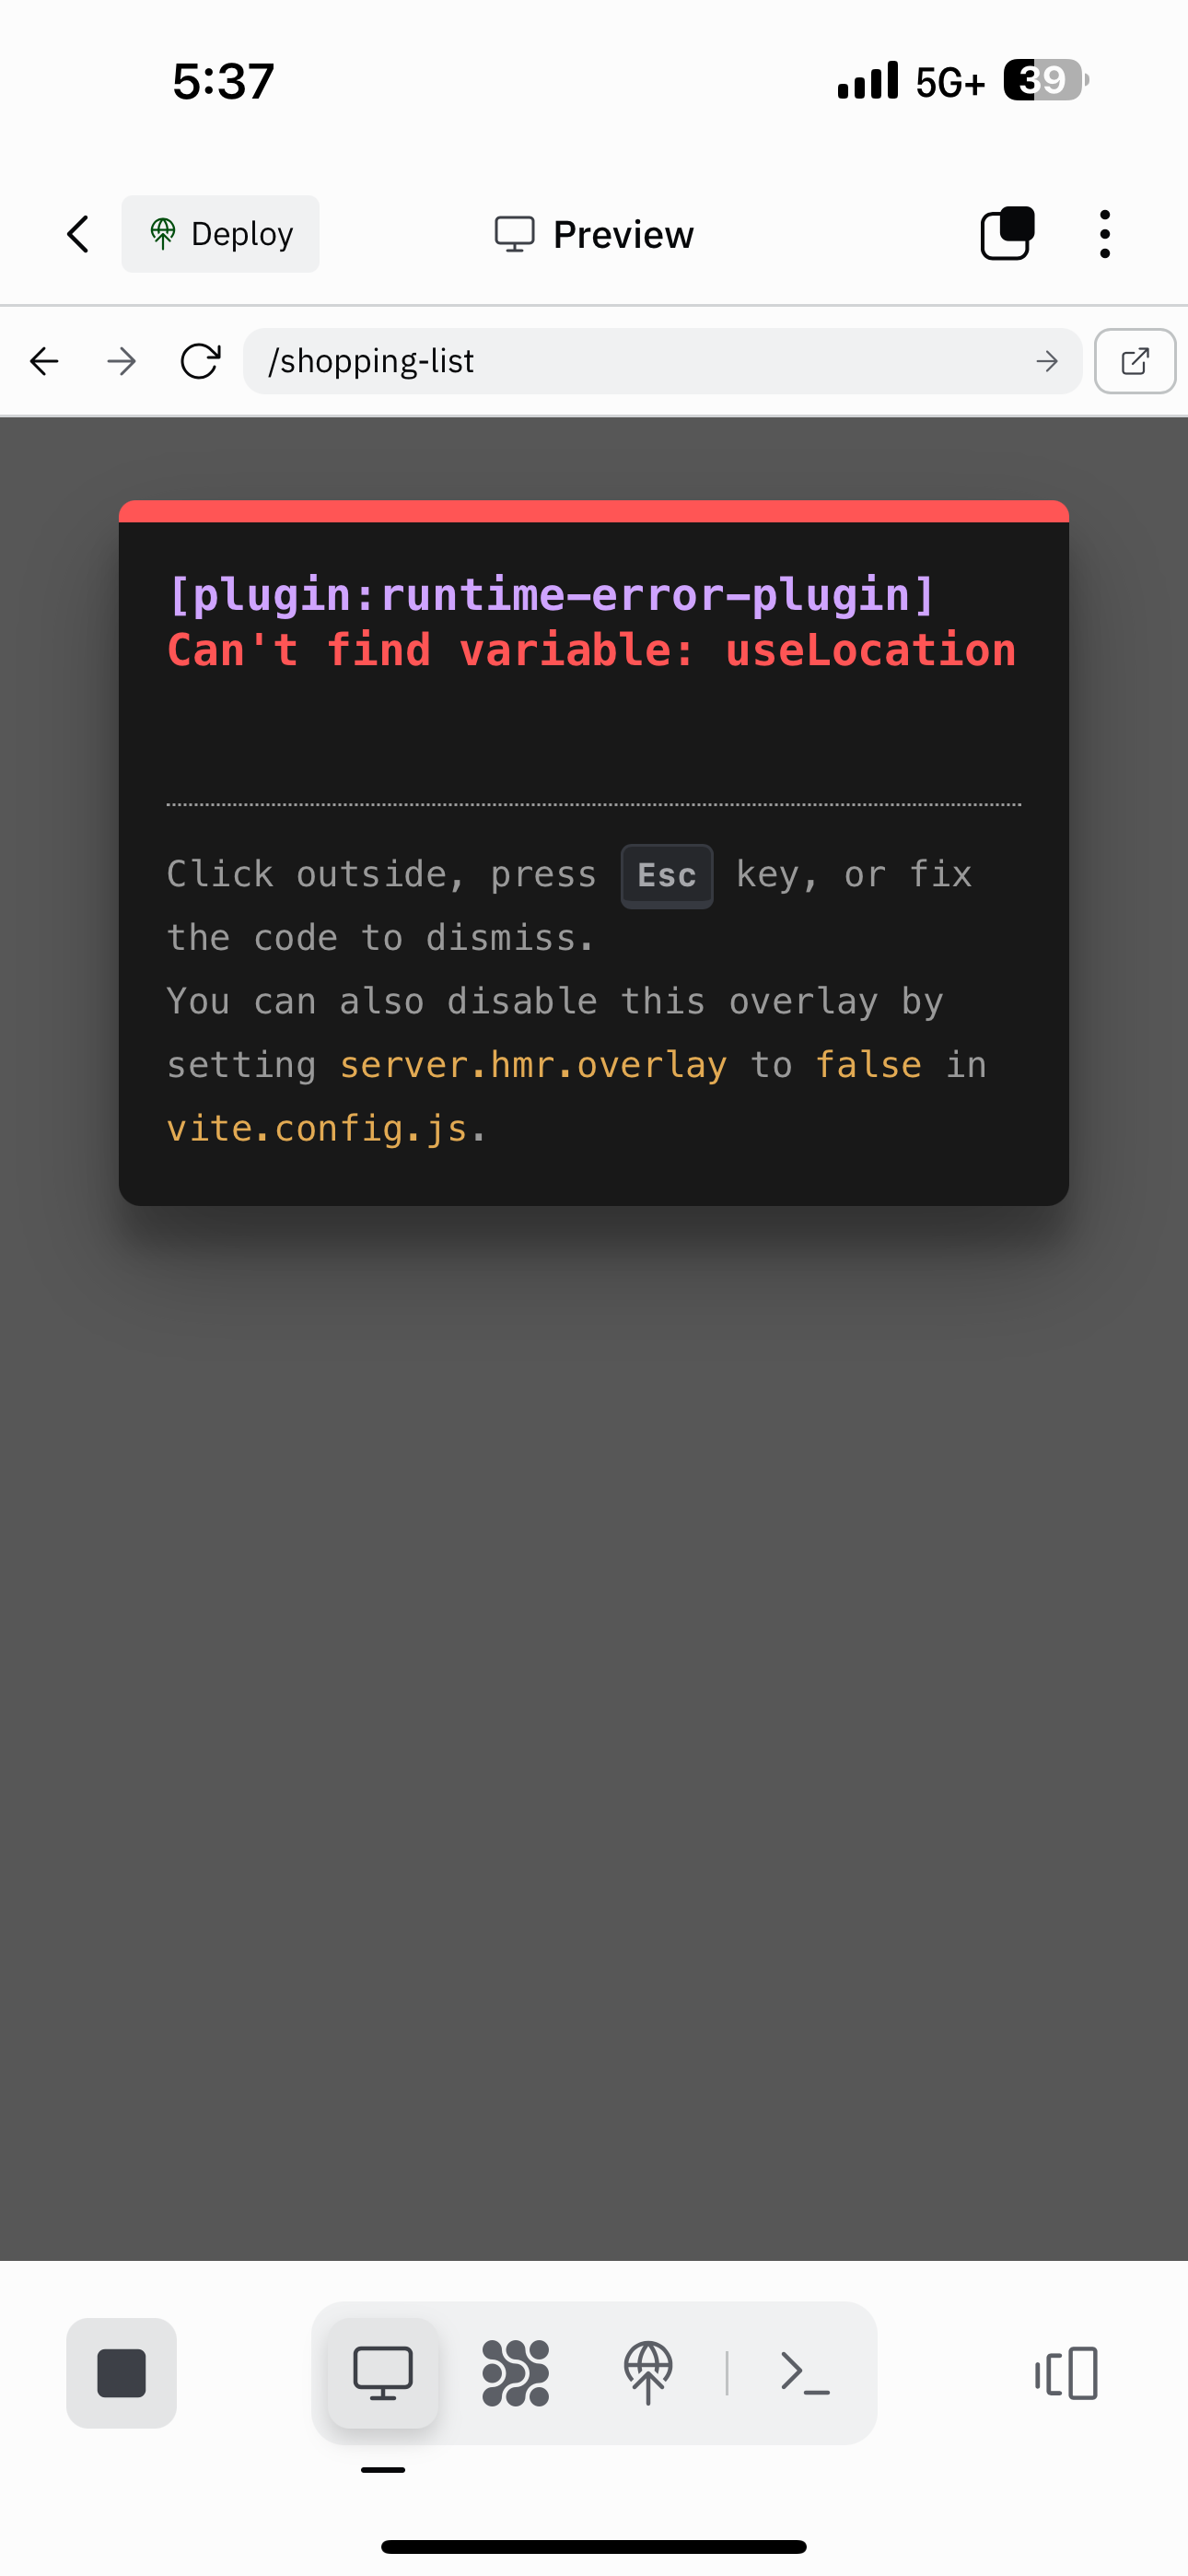 5:37
5G+
39
Deploy
Preview
/shopping-list
[plugin:runtime-error-plugin]
Can't find variable: useLocation
Click outside, press Esc key, or fix
the code to dismiss.
You can also disable this overlay by
setting server.hmr.overlay to false in
vite.config.js.